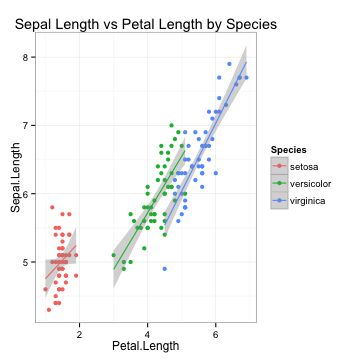 Sepal Length vs Petal Length by Species
8
7
6
5
Sepal.Length
2
4
6
Petal.Length
Species
setosa
versicolor
virginica